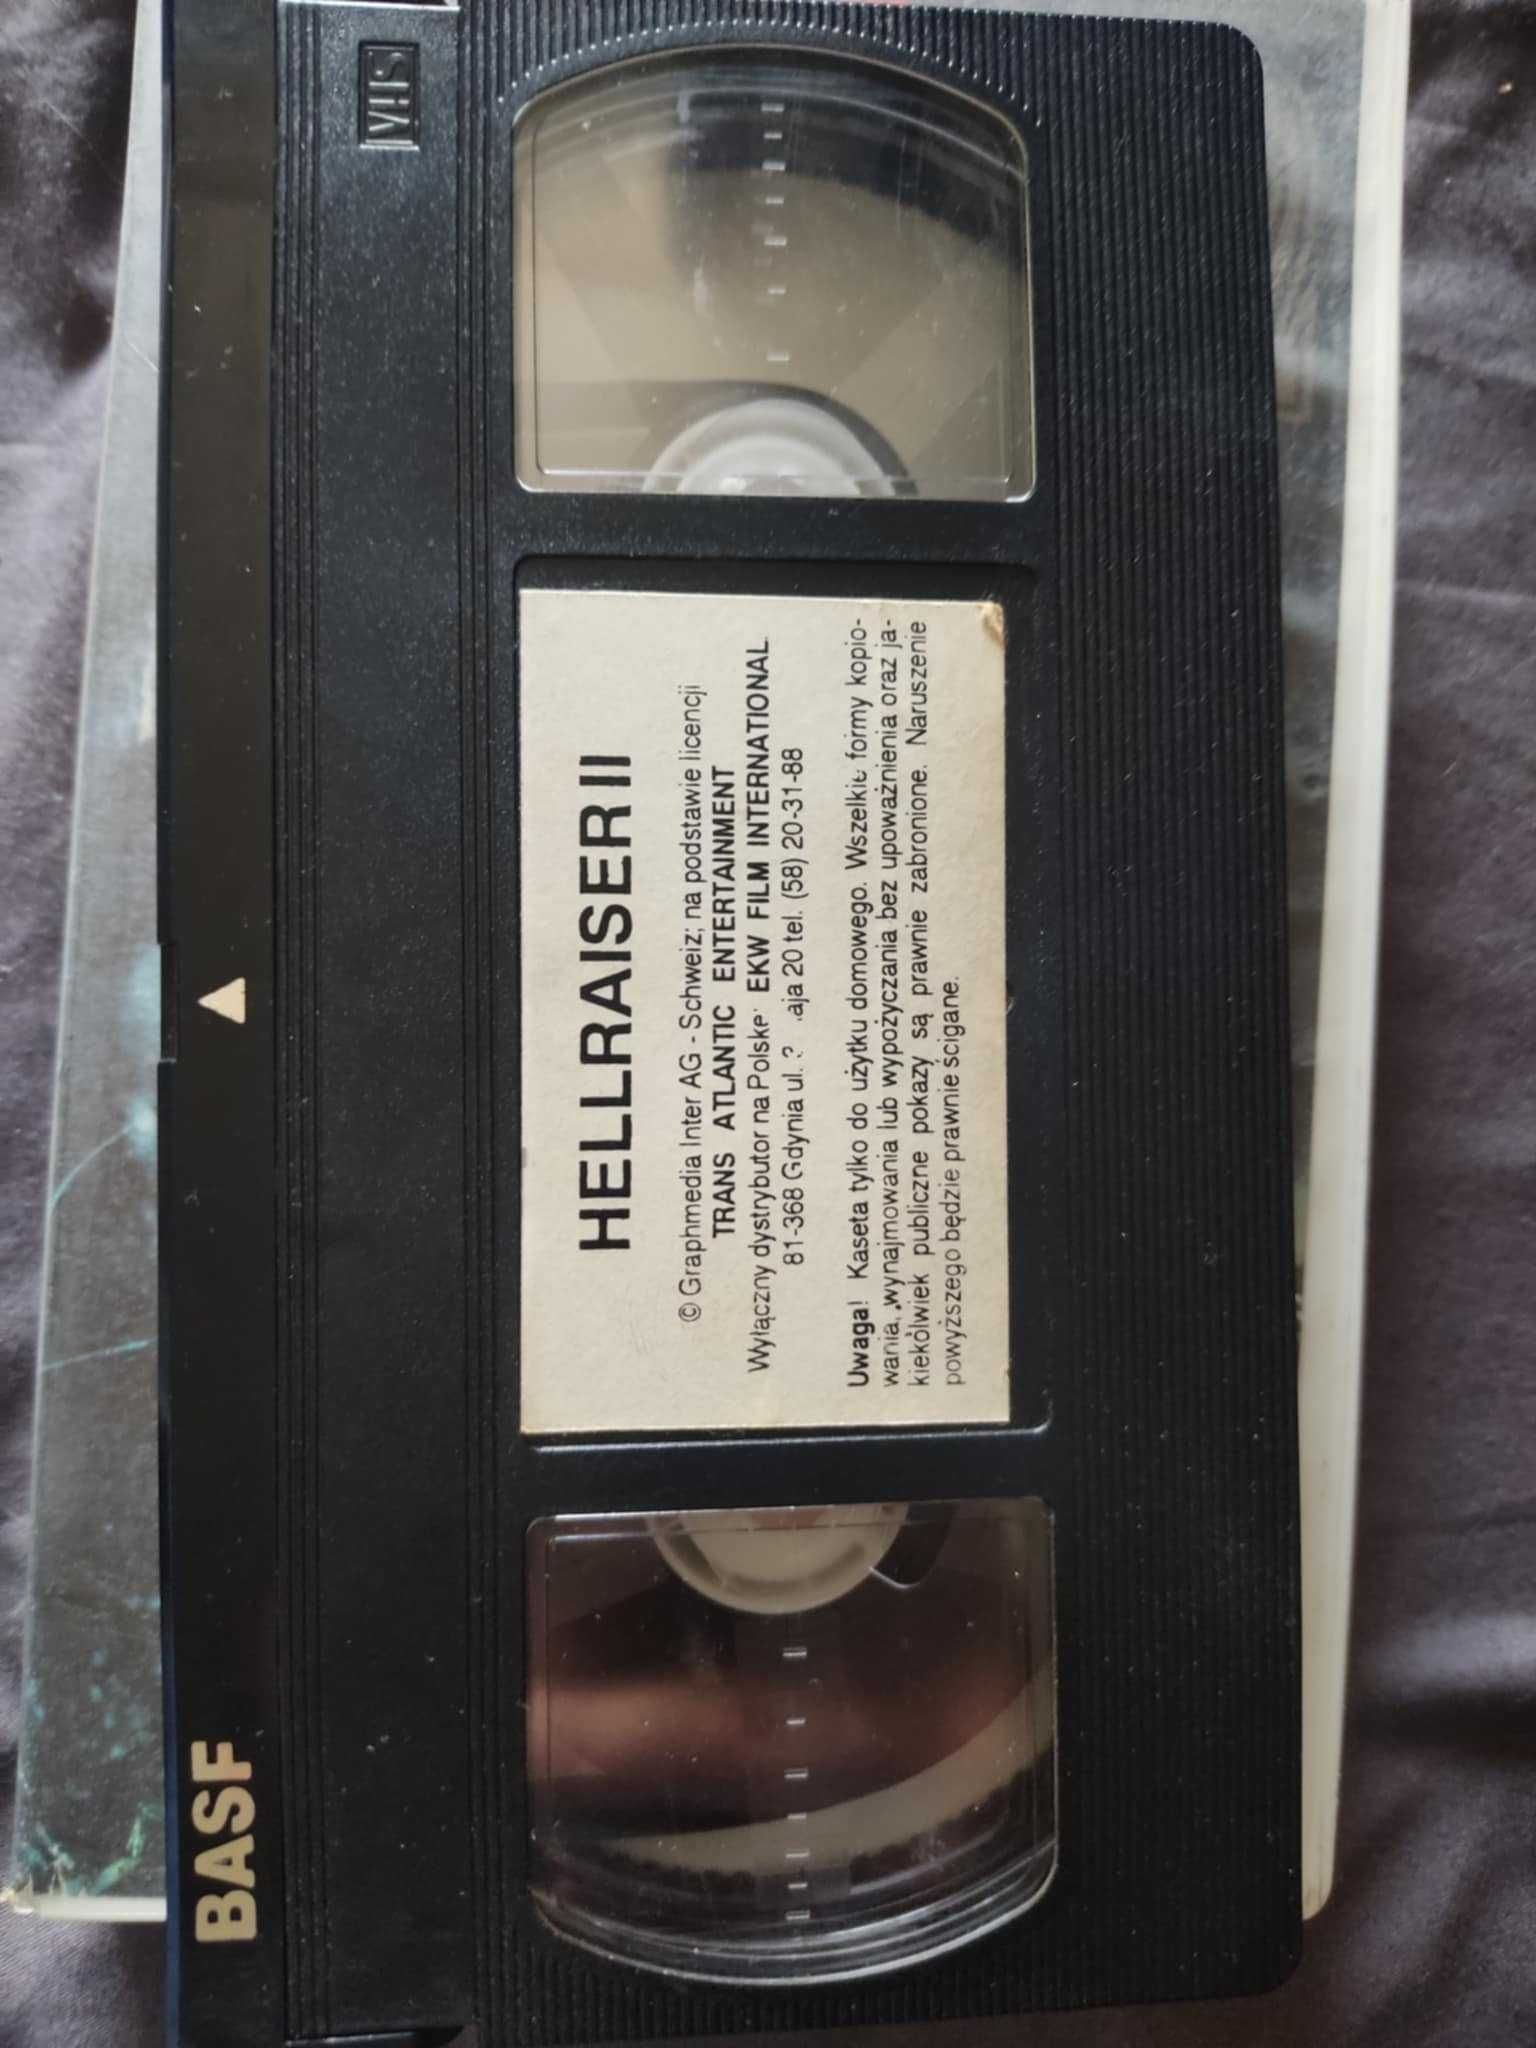 BASF
VHS
HELLRAISER II
© Graphmedia Inter AG - Schweiz; na podstawie licencji
TRANS ATLANTIC ENTERTAINMENT
Wyłączny dystrybutor na Polskę: EKW FILM INTERNATIONAL
81-368 Gdynia ul. aja 20 tel. (58) 20-31-88
Uwaga! Kaseta tylko do użytku domowego. Wszelkie formy kopio-
wania, wynajmowania lub wypożyczania bez upoważnienia oraz ja-
kiekolwiek publiczne pokazy są prawnie zabronione. Naruszenie
powyższego będzie prawnie ścigane.